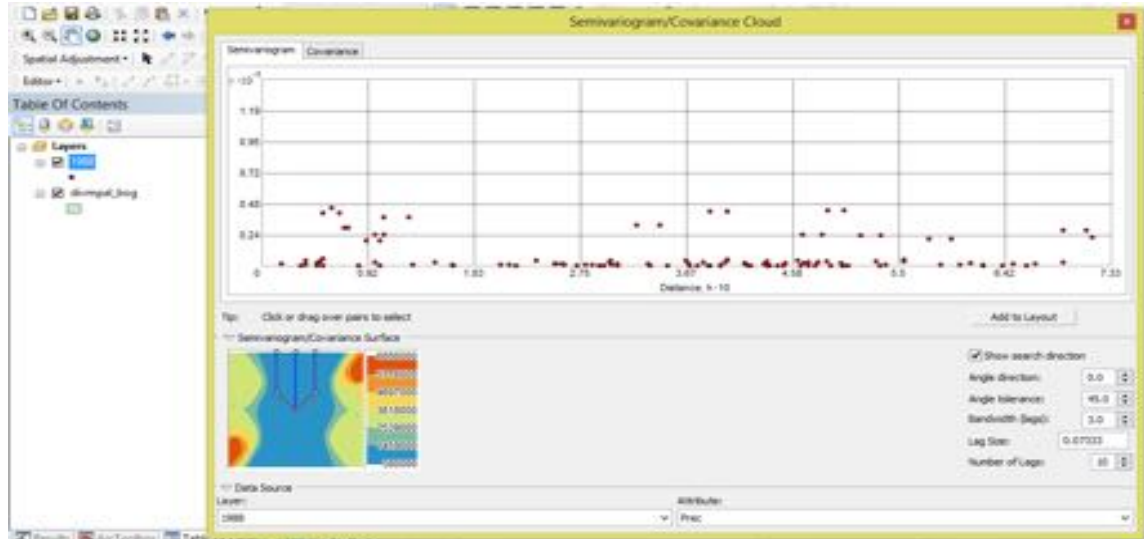 Semivariogram/Covariance Cloud
Spatial Adjustment
Editor
Table Of Contents
Layers
1988
Semivariogram Covariance
1.19
0.95
0.72
0.48
0.24
0 0.92 1.83 2.75 3.67 4.58 5.5 6.42 7.33
Distance, h·10
Tip: Click or drag over pairs to select
Add to Layout
Semivariogram/Covariance Surface
Show search direction
Angle direction: 0.0
Angle tolerance: 45.0
Bandwidth (lags): 3.0
Lag Size: 0.07333
Number of Lags: 10
Data Source
Layer: Attribute:
1988 Prec
Results ArcToolbox